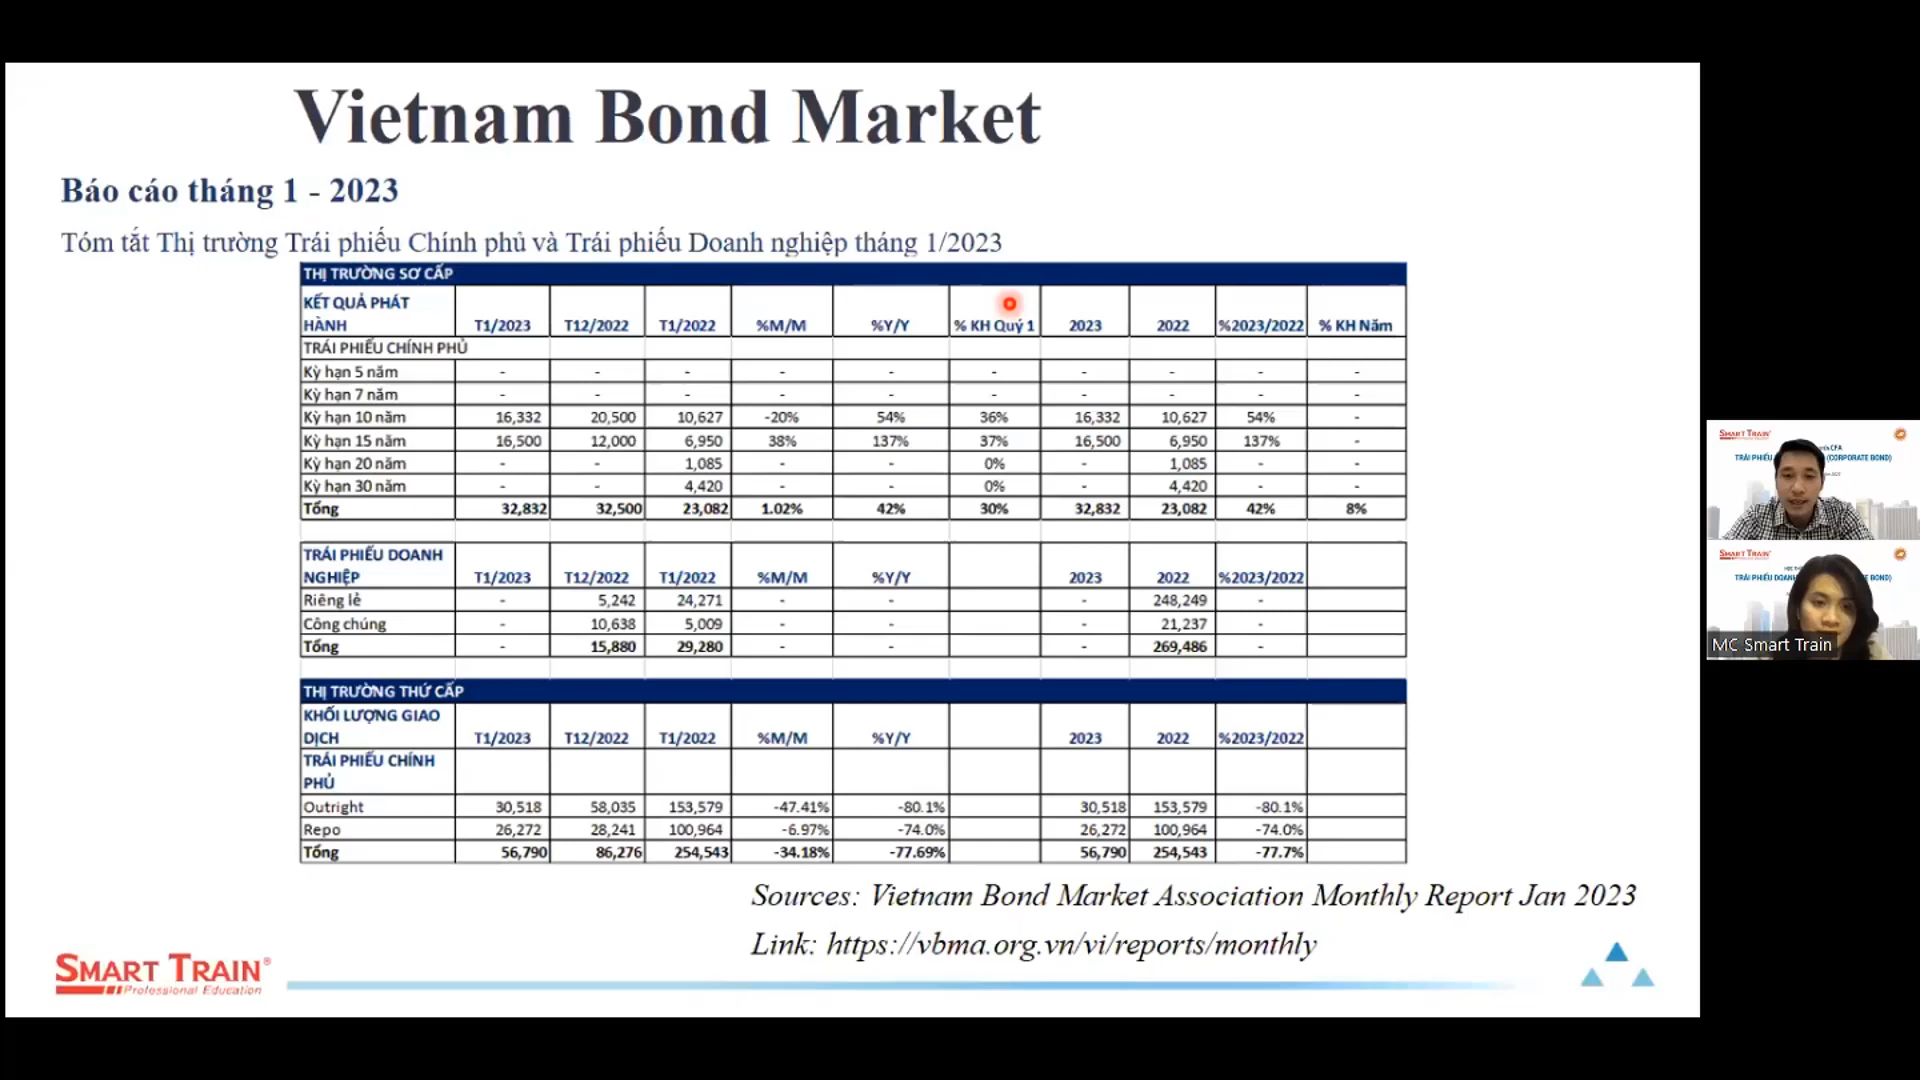 Vietnam Bond Market
Báo cáo tháng 1 - 2023
Tóm tắt Thị trường Trái phiếu Chính phủ và Trái phiếu Doanh nghiệp tháng 1/2023
THỊ TRƯỜNG SƠ CẤP
KẾT QUẢ PHÁT
HÀNH T1/2023 T12/2022 T1/2022 %M/M %Y/Y % KH Quý 1 2023 2022 %2023/2022 % KH Năm
TRÁI PHIẾU CHÍNH PHỦ
Kỳ hạn 5 năm - - - - - - - - - -
Kỳ hạn 7 năm - - - - - - - - - -
Kỳ hạn 10 năm 16,332 20,500 10,627 -20% 54% 36% 16,332 10,627 54% -
Kỳ hạn 15 năm 16,500 12,000 6,950 38% 137% 37% 16,500 6,950 137% -
Kỳ hạn 20 năm - - 1,085 - - 0% - 1,085 - -
Kỳ hạn 30 năm - - 4,420 - - 0% - 4,420 - -
Tổng 32,832 32,500 23,082 1.02% 42% 30% 32,832 23,082 42% 8%
TRÁI PHIẾU DOANH
NGHIỆP T1/2023 T12/2022 T1/2022 %M/M %Y/Y 2023 2022 %2023/2022
Riêng lẻ - 5,242 24,271 - - - 248,249 -
Công chúng - 10,638 5,009 - - - 21,237 -
Tổng - 15,880 29,280 - - - 269,486 -
THỊ TRƯỜNG THỨ CẤP
KHỐI LƯỢNG GIAO
DỊCH T1/2023 T12/2022 T1/2022 %M/M %Y/Y 2023 2022 %2023/2022
TRÁI PHIẾU CHÍNH
PHỦ
Outright 30,518 58,035 153,579 -47.41% -80.1% 30,518 153,579 -80.1%
Repo 26,272 28,241 100,964 -6.97% -74.0% 26,272 100,964 -74.0%
Tổng 56,790 86,276 254,543 -34.18% -77.69% 56,790 254,543 -77.7%
Sources: Vietnam Bond Market Association Monthly Report Jan 2023
Link: https://vbma.org.vn/vi/reports/monthly
SMART TRAIN®
Professional Education
SMART TRAIN
CFA
TRÁI PHIẾU (CORPORATE BOND)
SMART TRAIN
TRÁI PHIẾU BOND)
MC Smart Train